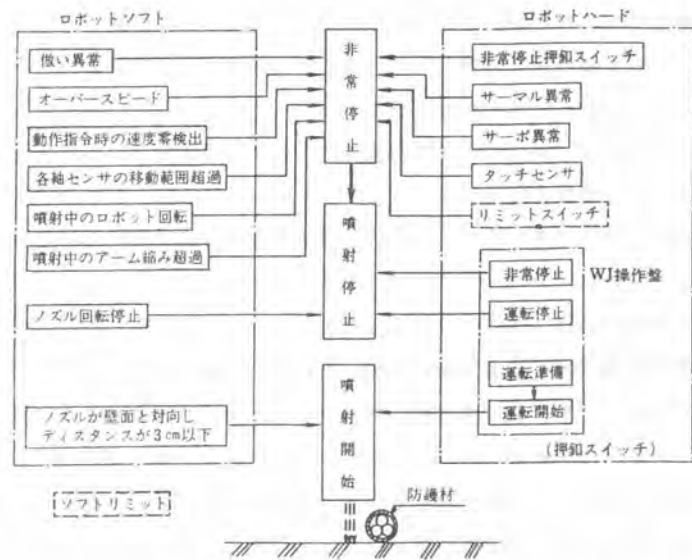 ロボットソフト
倣い異常
オーバースピード
動作指令時の速度零検出
各軸センサの移動範囲超過
噴射中のロボット回転
噴射中のアーム縮み超過
ノズル回転停止
ノズルが壁面と対向し
ディスタンスが3cm以下
ソフトリミット
非常停止
噴射停止
噴射開始
ロボットハード
非常停止押釦スイッチ
サーマル異常
サーボ異常
タッチセンサ
リミットスイッチ
非常停止
WJ操作盤
運転停止
運転準備
運転開始
(押釦スイッチ)
防護材